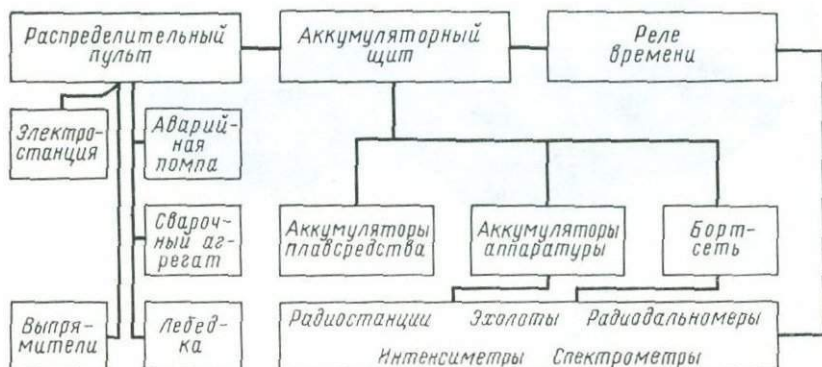 Распределительный
пульт
Аккумуляторный
щит
Реле
времени
Электро-
станция
Аварий-
ная
помпа
Свароч-
ный аг-
регат
Аккумуляторы
плавсредства
Аккумуляторы
аппаратуры
Борт-
сеть
Выпря-
мители
Лебед-
ка
Радиостанции Эхолоты Радиодальномеры
Интенсиметры Спектрометры